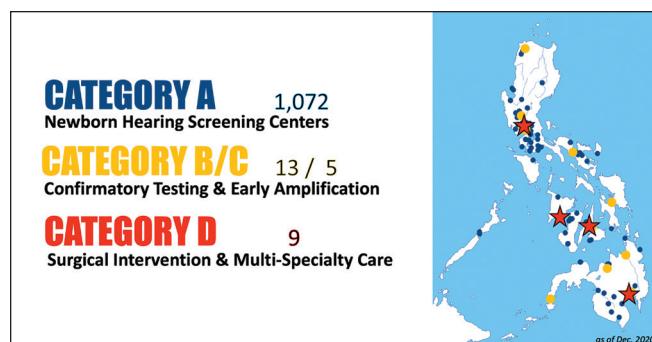 CATEGORY A 1,072
Newborn Hearing Screening Centers
CATEGORY B/C 13 / 5
Confirmatory Testing & Early Amplification
CATEGORY D 9
Surgical Intervention & Multi-Specialty Care
as of Dec. 2020